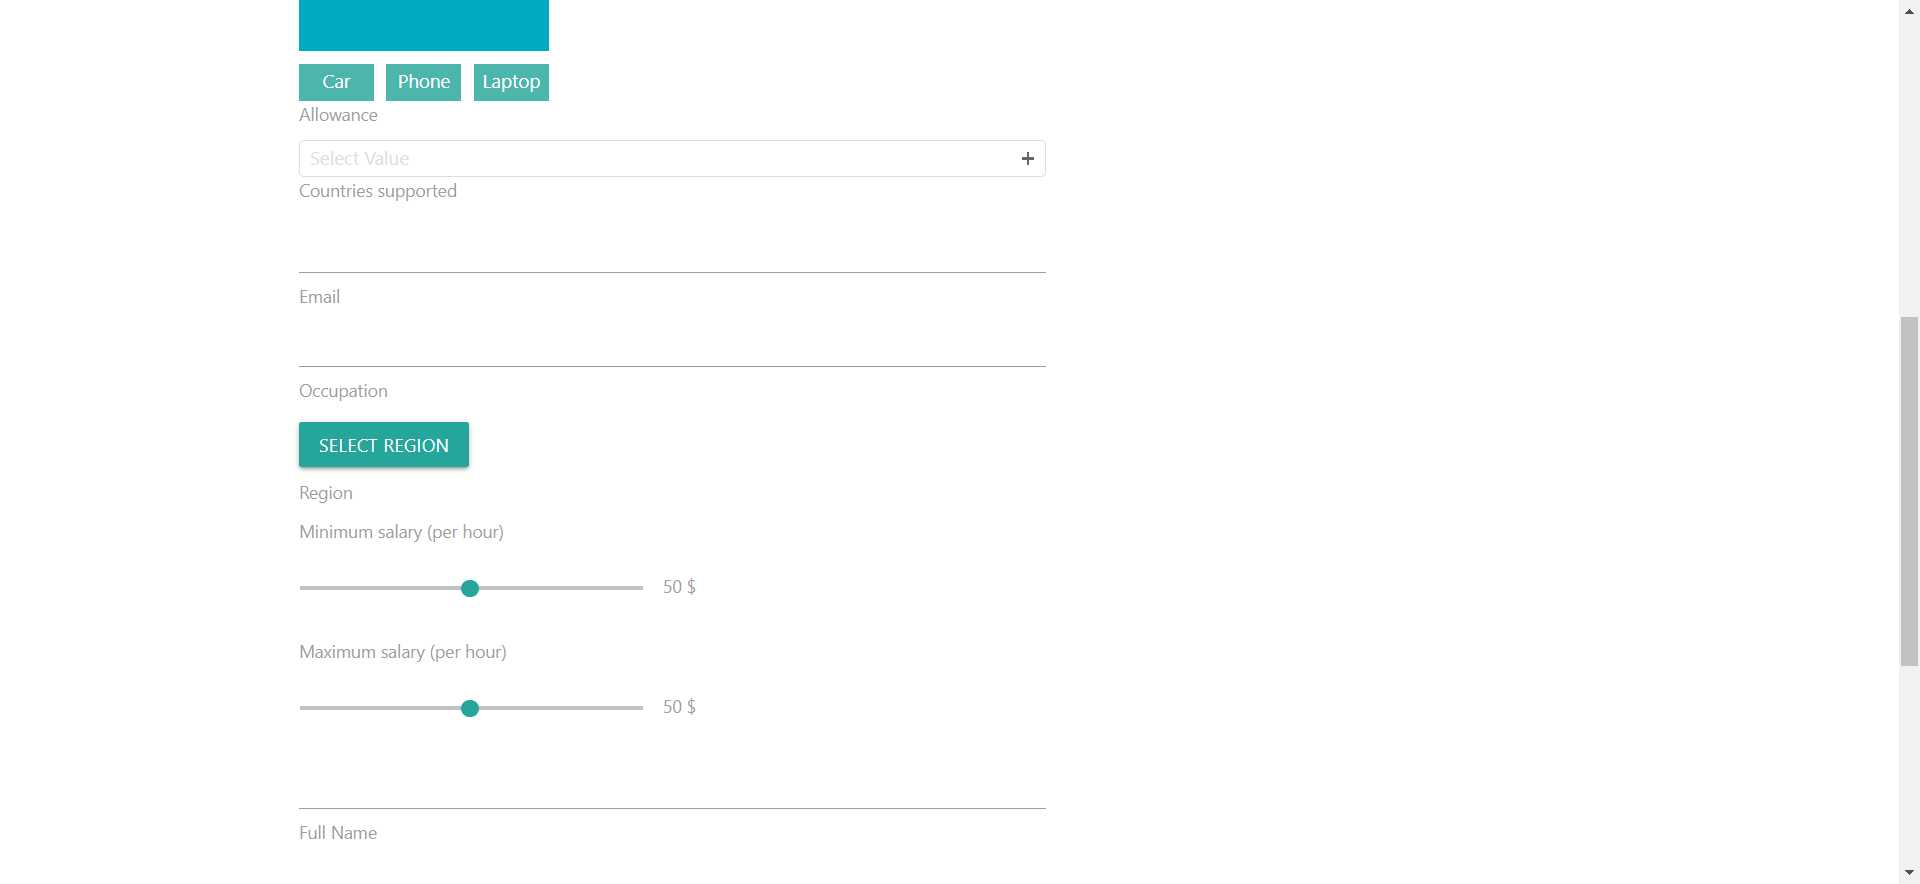 Car Phone Laptop
Allowance
Select Value
Countries supported
Email
Occupation
SELECT REGION
Region
Minimum salary (per hour)
50 $
Maximum salary (per hour)
50 $
Full Name